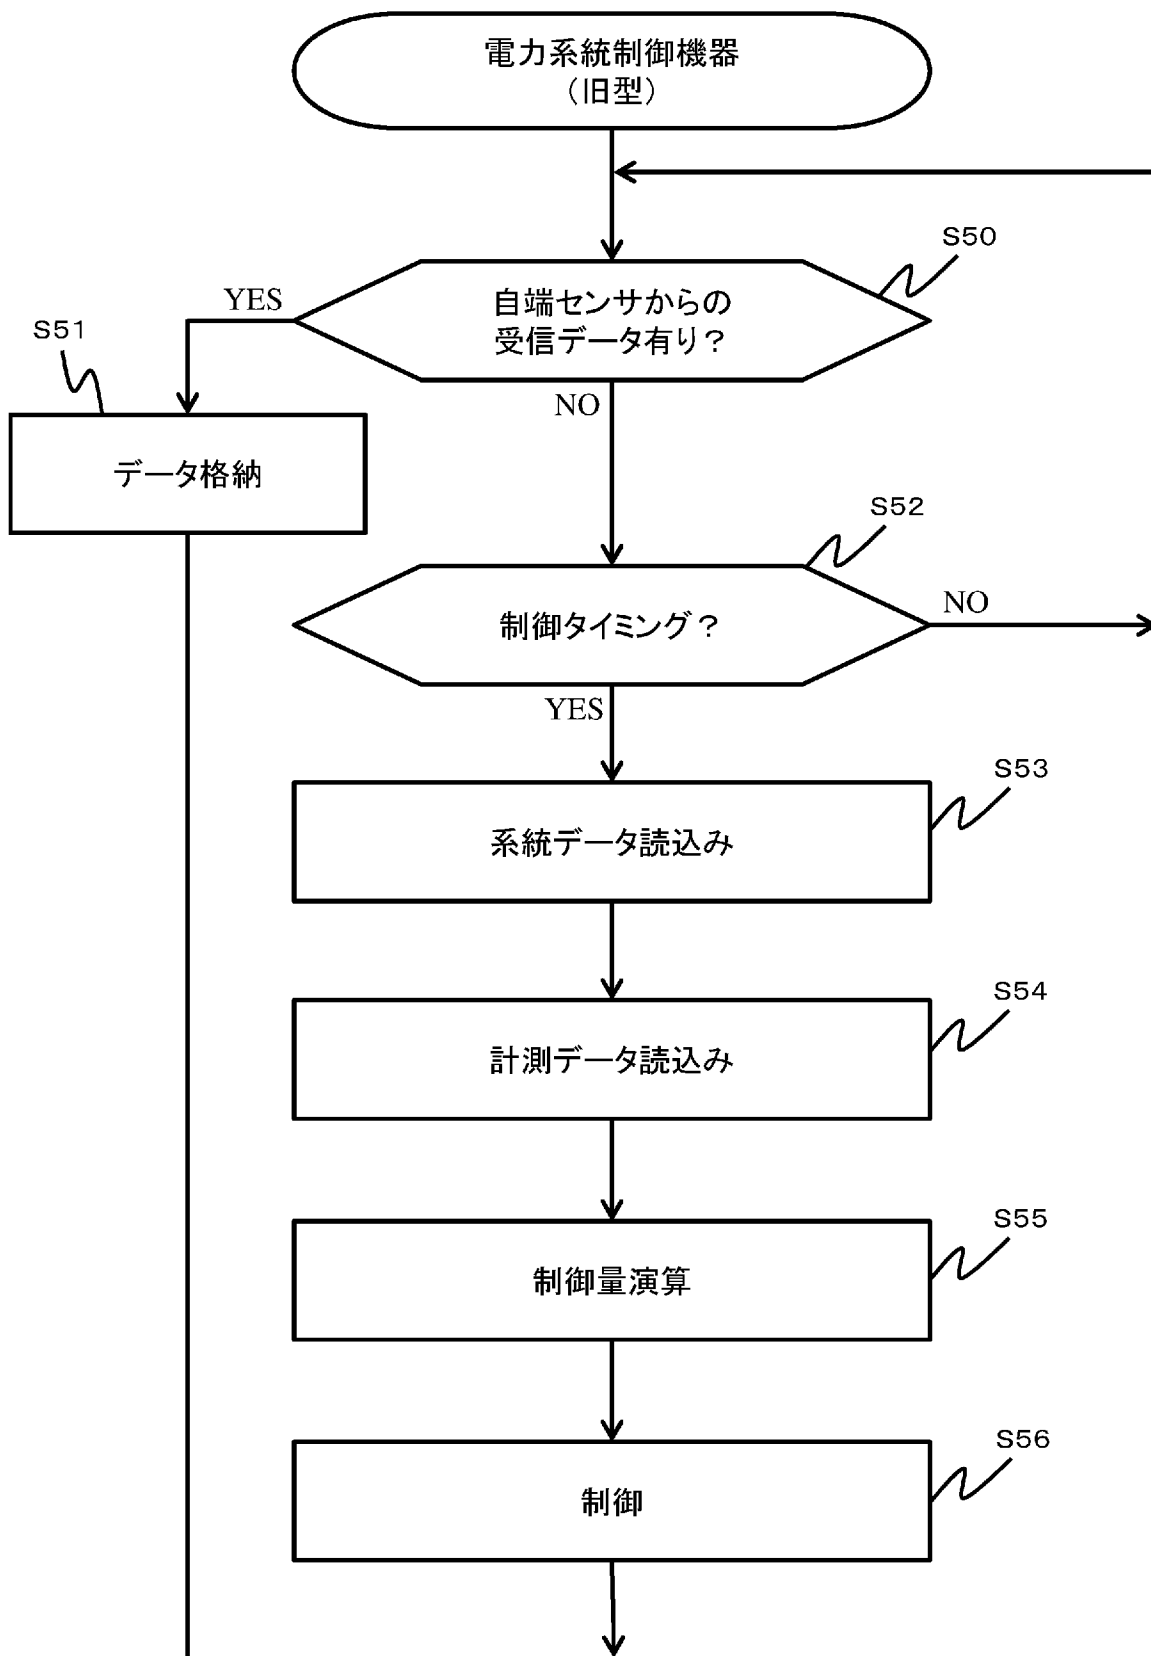 電力系統制御機器
（旧型）
S50
YES
自端センサからの
受信データ有り？
S51
NO
データ格納
S52
制御タイミング？
NO
YES
S53
系統データ読込み
S54
計測データ読込み
S55
制御量演算
S56
制御